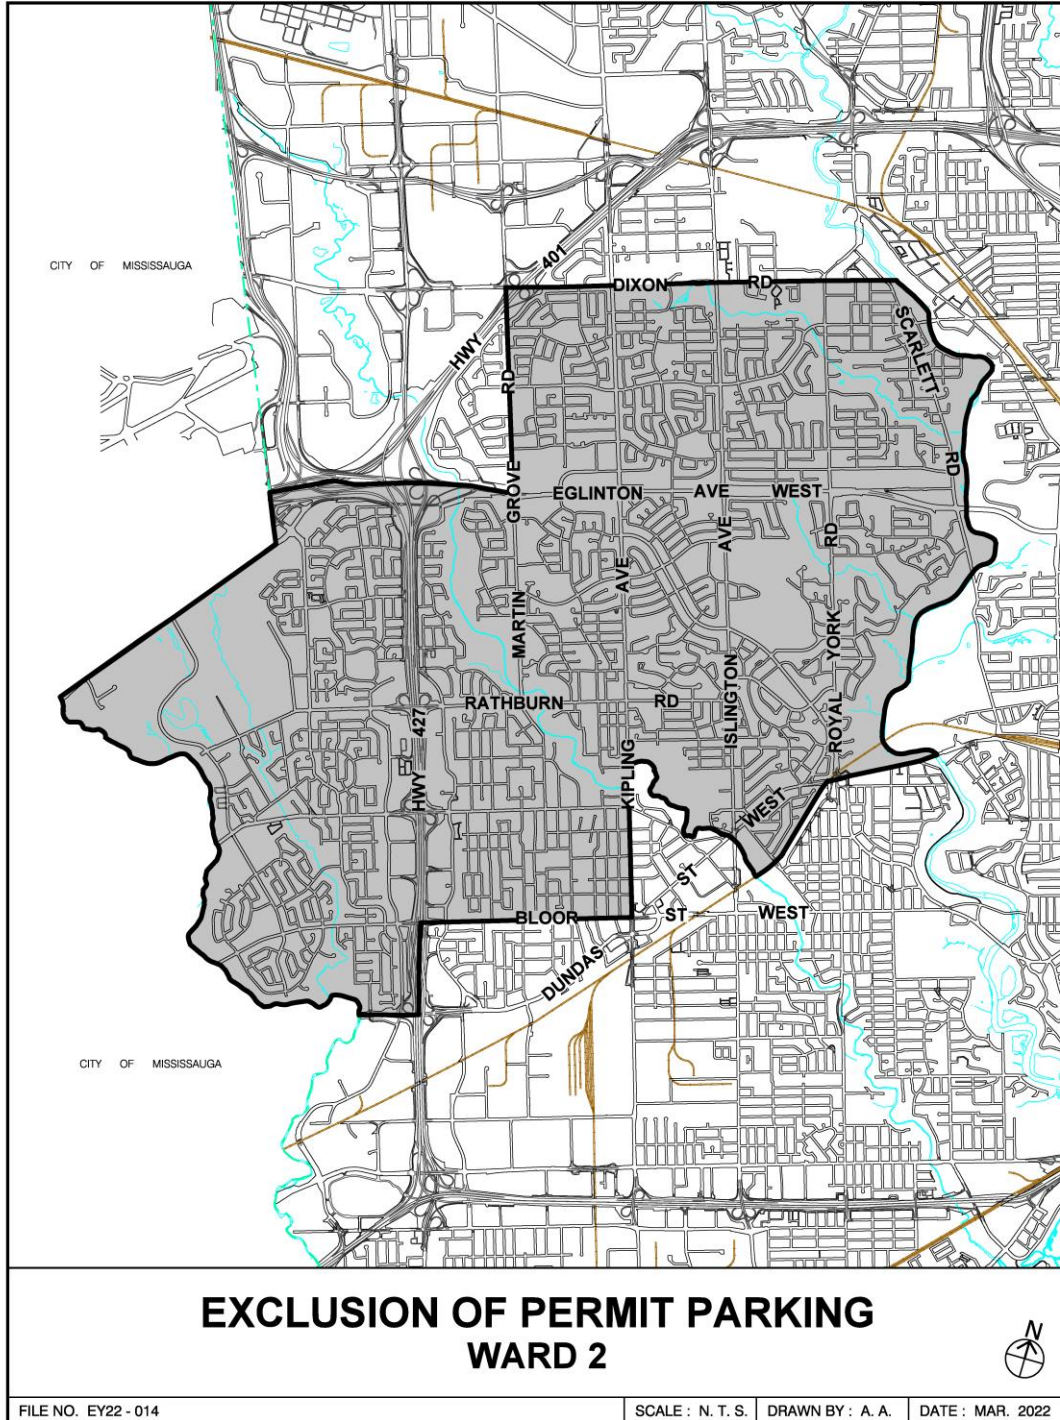 CITY OF MISSISSAUGA
HWY 401
DIXON RD
SCARLETT RD
MARTIN GROVE RD
EGLINTON AVE WEST
KIPLING AVE
ISLINGTON AVE
ROYAL YORK RD
RATHBURN RD
HWY 427
DUNDAS ST WEST
BLOOR ST WEST
CITY OF MISSISSAUGA
EXCLUSION OF PERMIT PARKING
WARD 2
N
FILE NO. EY22 - 014
SCALE : N. T. S.
DRAWN BY : A. A.
DATE : MAR. 2022